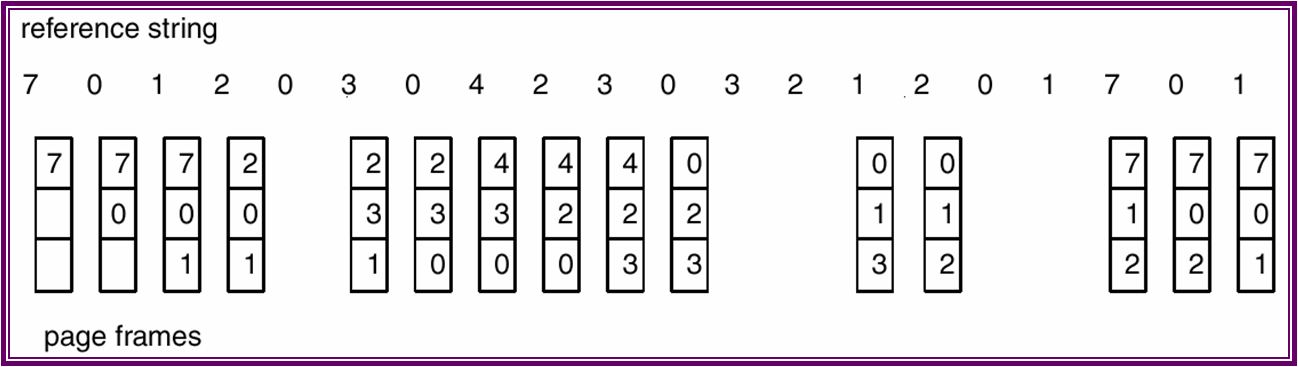 reference string
7 0 1 2 0 3 0 4 2 3 0 3 2 1 2 0 1 7 0 1
7 7 7 2 2 2 4 4 4 0 0 0 7 7 7
0 0 0 3 3 3 2 2 2 1 1 1 0 0
1 1 1 0 0 0 3 3 3 2 2 2 1
page frames